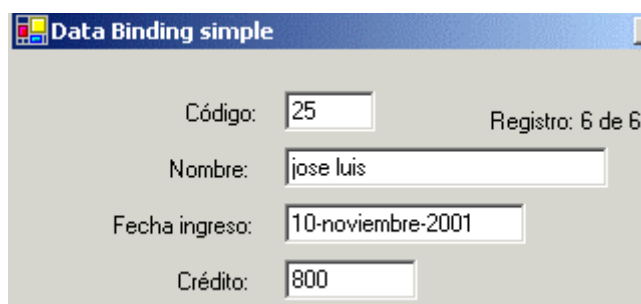 Data Binding simple
Código: 25 Registro: 6 de 6
Nombre: jose luis
Fecha ingreso: 10-noviembre-2001
Crédito: 800